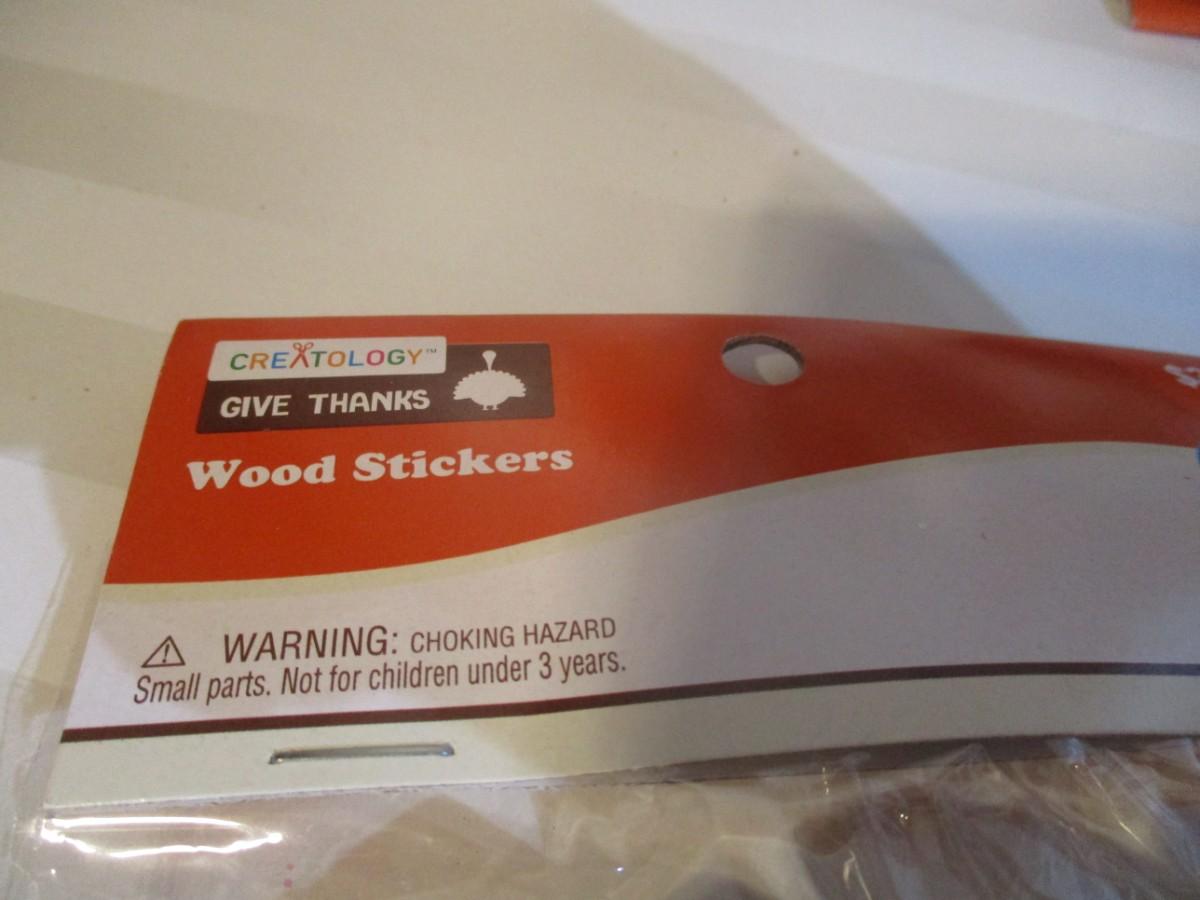 CREATOLOGY™
GIVE THANKS
Wood Stickers
WARNING: CHOKING HAZARD
Small parts. Not for children under 3 years.